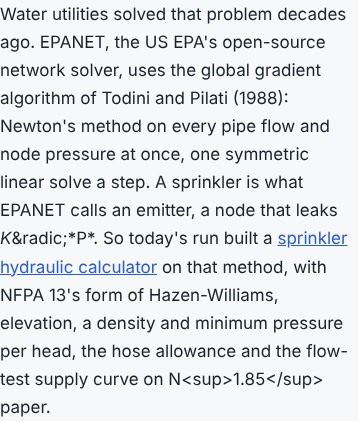 Water utilities solved that problem decades
ago. EPANET, the US EPA's open-source
network solver, uses the global gradient
algorithm of Todini and Pilati (1988):
Newton's method on every pipe flow and
node pressure at once, one symmetric
linear solve a step. A sprinkler is what
EPANET calls an emitter, a node that leaks
K&radic;*P*. So today's run built a sprinkler
hydraulic calculator on that method, with
NFPA 13's form of Hazen-Williams,
elevation, a density and minimum pressure
per head, the hose allowance and the flow-
test supply curve on N<sup>1.85</sup>
paper.